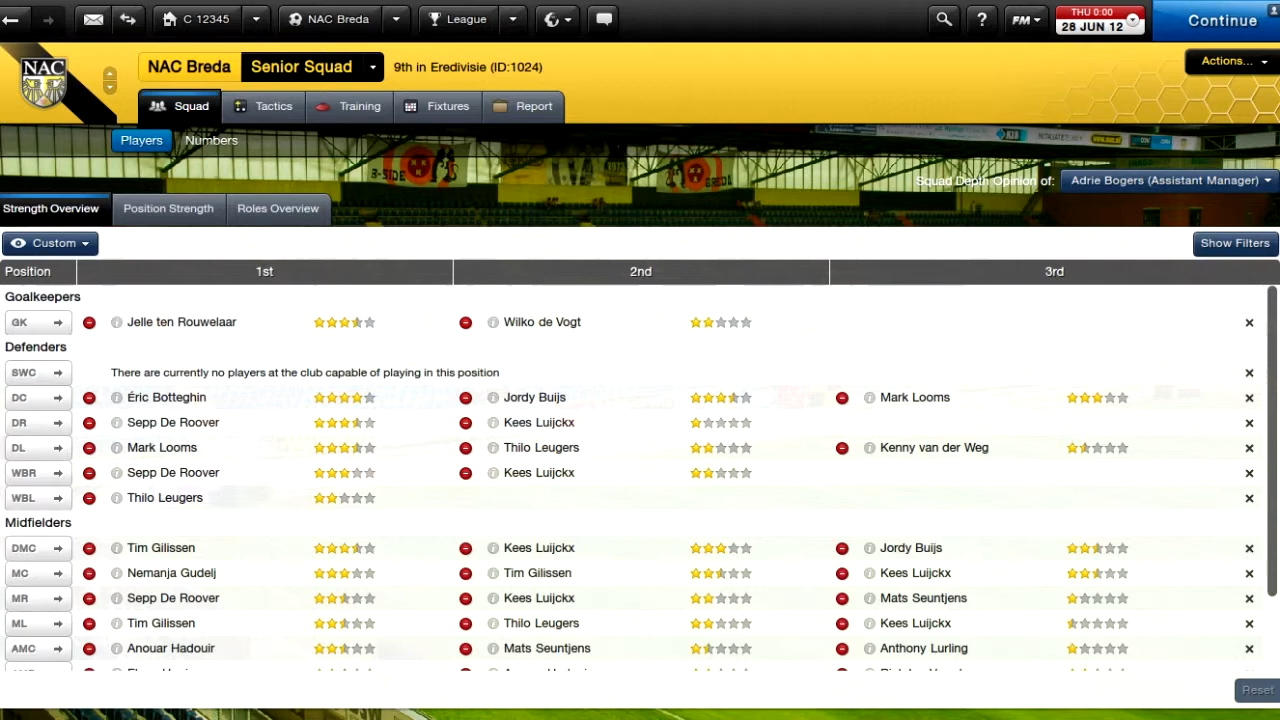 C 12345 NAC Breda League ? FM THU 0:00 28 JUN 12 Continue
NAC NAC Breda Senior Squad 9th in Eredivisie (ID:1024) Actions...
Squad Tactics Training Fixtures Report
Players Numbers
B-SIDE BREDA
Squad Depth Opinion of: Adrie Bogers (Assistant Manager)
Strength Overview Position Strength Roles Overview
Custom Show Filters
Position 1st 2nd 3rd
Goalkeepers
GK Jelle ten Rouwelaar Wilko de Vogt
Defenders
SWC There are currently no players at the club capable of playing in this position
DC Éric Botteghin Jordy Buijs Mark Looms
DR Sepp De Roover Kees Luijckx
DL Mark Looms Thilo Leugers Kenny van der Weg
WBR Sepp De Roover Kees Luijckx
WBL Thilo Leugers
Midfielders
DMC Tim Gilissen Kees Luijckx Jordy Buijs
MC Nemanja Gudelj Tim Gilissen Kees Luijckx
MR Sepp De Roover Kees Luijckx Mats Seuntjens
ML Tim Gilissen Thilo Leugers Kees Luijckx
AMC Anouar Hadouir Mats Seuntjens Anthony Lurling
Reset